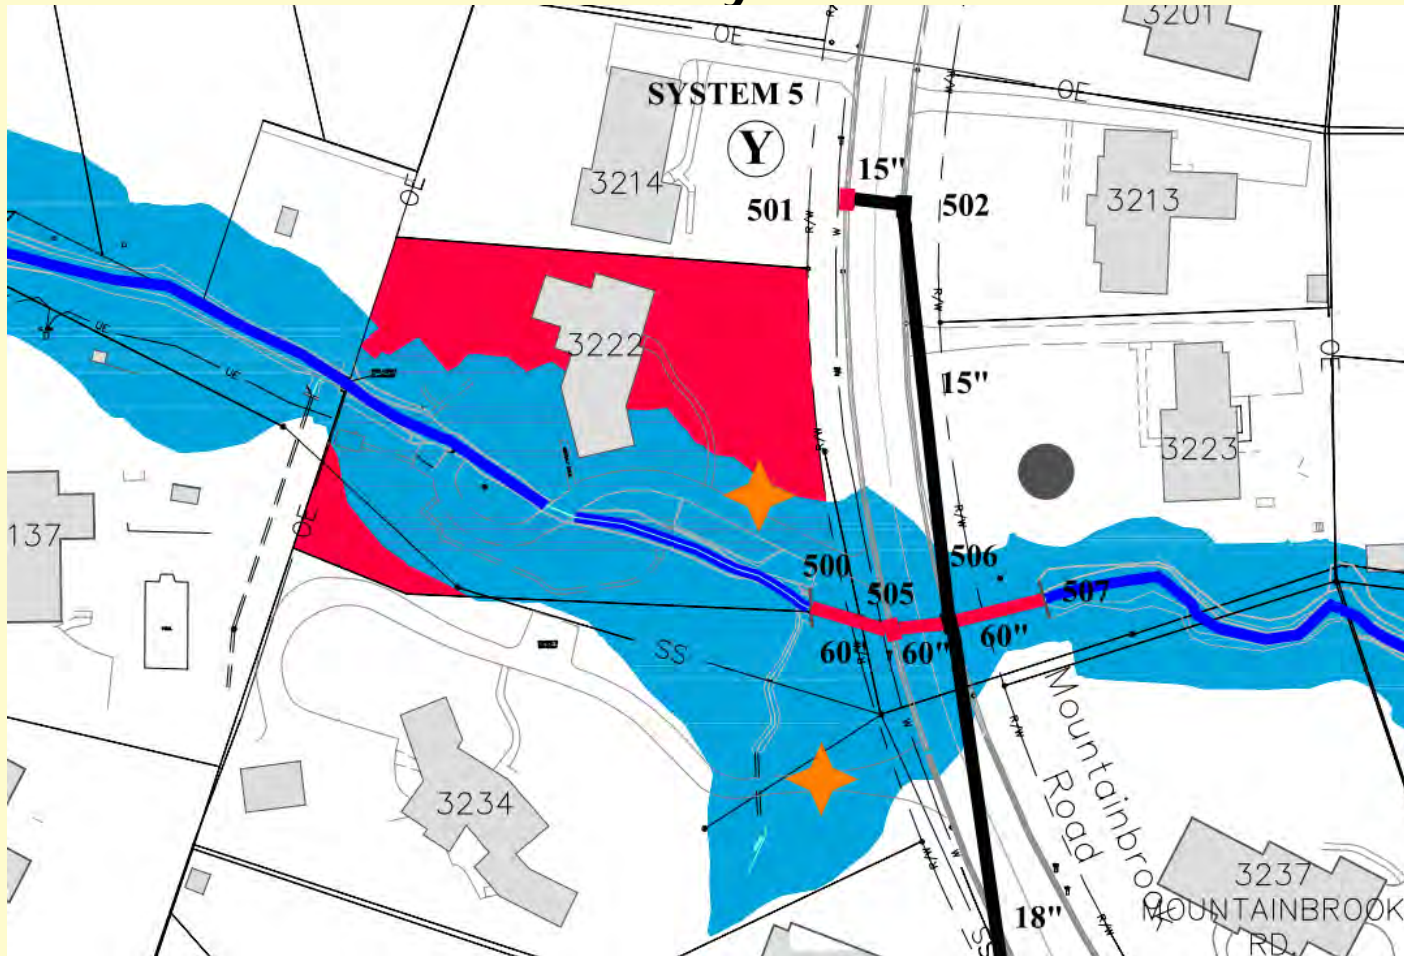 3201
OE
OE
SYSTEM 5
Y
15"
3214
501
502
3213
OE
R/W
W
R/W
3222
OE
15"
UE
UE
3223
R/W
OE
137
500
506
505
507
60"
60"
60"
SS
W
R/W
Mountainbrook
Road
3234
W
R/W
18"
3237
MOUNTAINBROOK
RD.
SS